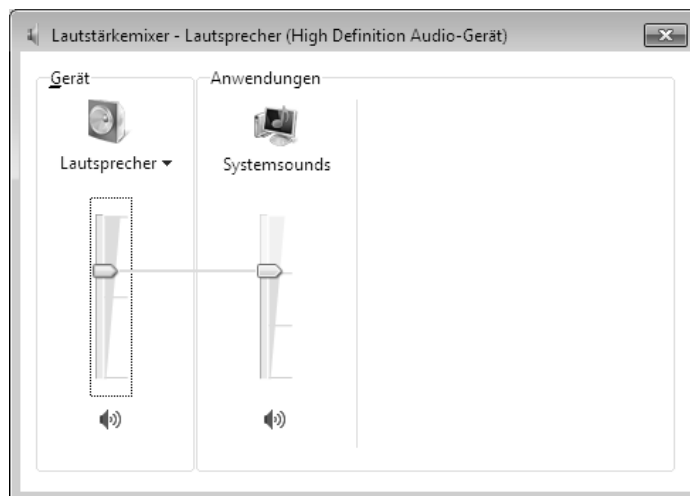 Lautstärkemixer - Lautsprecher (High Definition Audio-Gerät)
Gerät
Lautsprecher
Anwendungen
Systemsounds